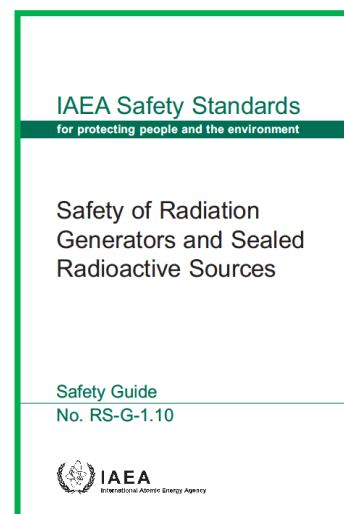 IAEA Safety Standards
for protecting people and the environment
Safety of Radiation
Generators and Sealed
Radioactive Sources
Safety Guide
No. RS-G-1.10
IAEA
International Atomic Energy Agency